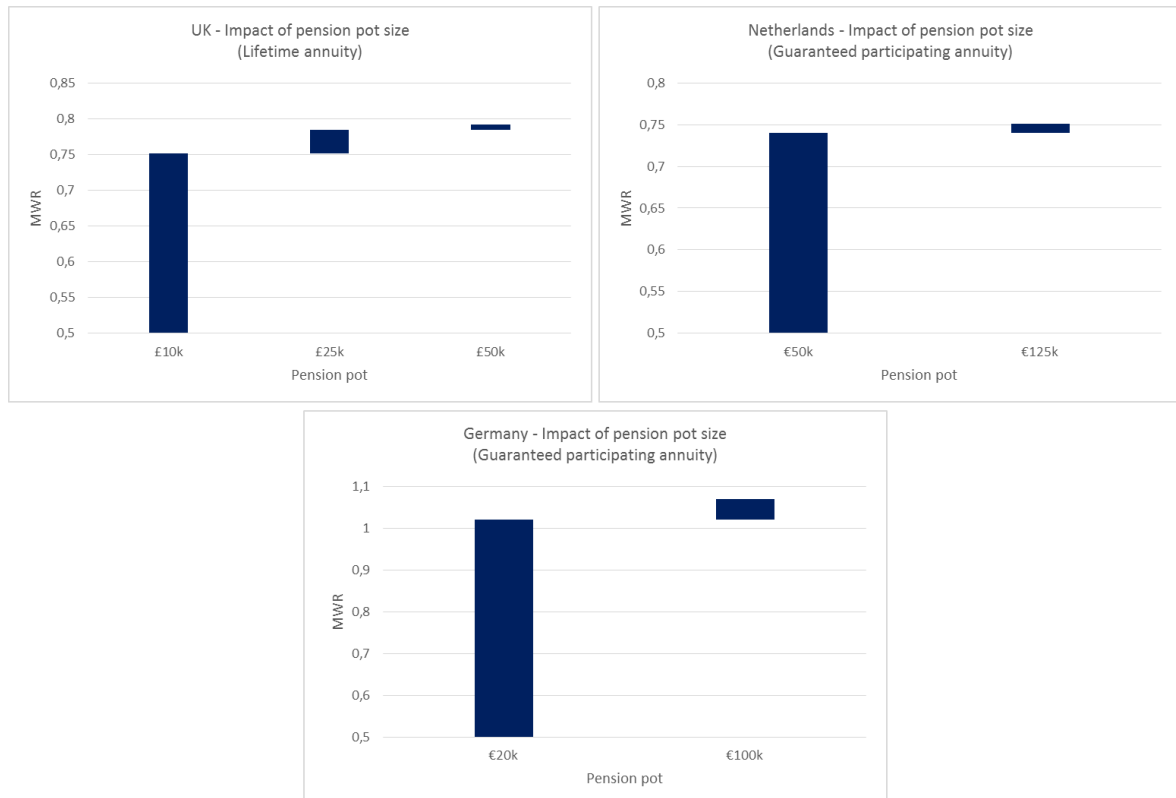 UK - Impact of pension pot size
(Lifetime annuity)
0,85
0,8
0,75
0,7
0,65
0,6
0,55
0,5
MWR
£10k £25k £50k
Pension pot
Netherlands - Impact of pension pot size
(Guaranteed participating annuity)
0,8
0,75
0,7
0,65
0,6
0,55
0,5
MWR
€50k €125k
Pension pot
Germany - Impact of pension pot size
(Guaranteed participating annuity)
1,1
1
0,9
0,8
0,7
0,6
0,5
MWR
€20k €100k
Pension pot